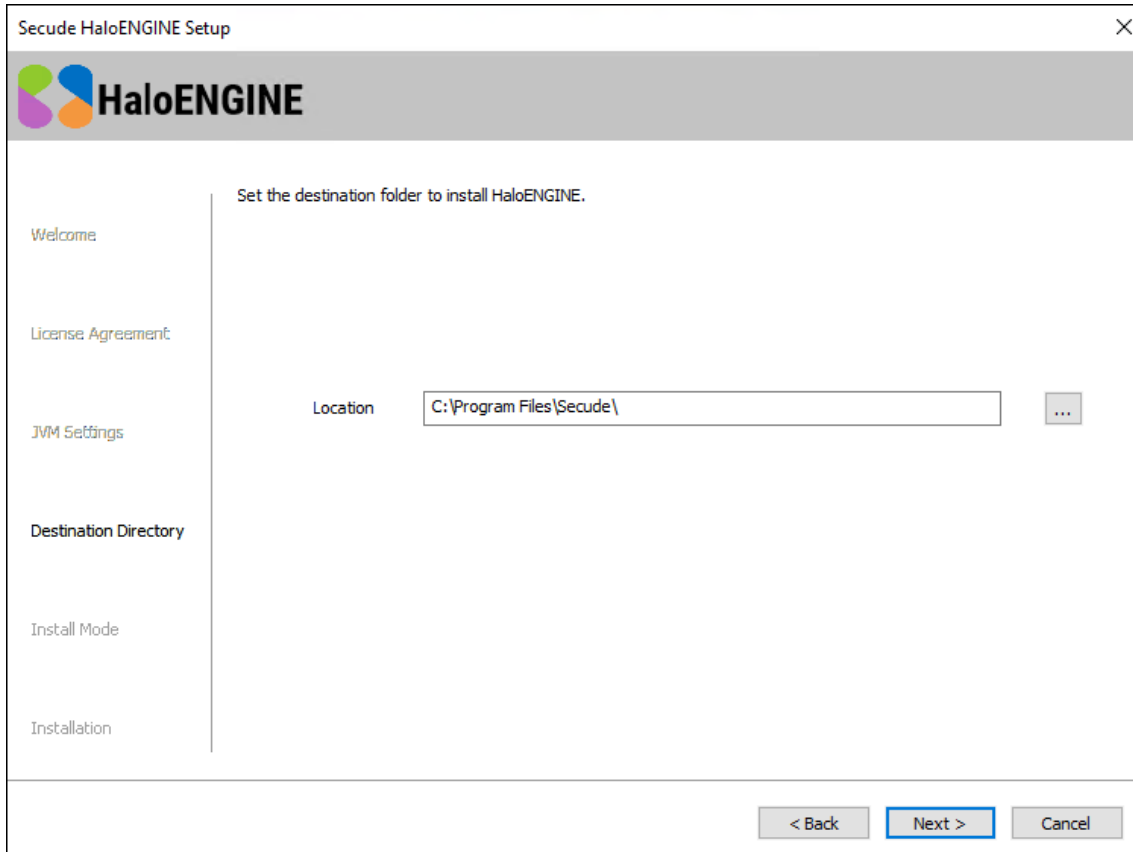 Secude HaloENGINE Setup
HaloENGINE
Set the destination folder to install HaloENGINE.
Welcome
License Agreement
JVM Settings
Destination Directory
Install Mode
Installation
Location
C:\Program Files\Secude\
...
< Back
Next >
Cancel